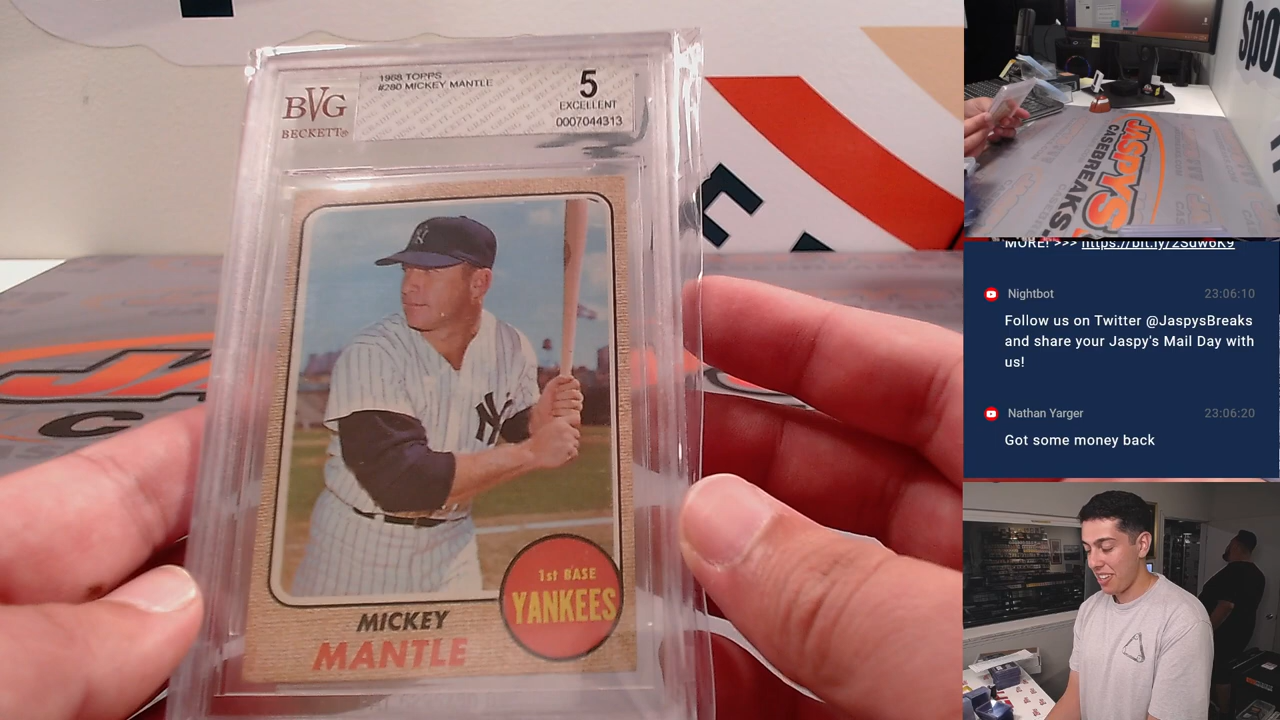 BVG
BECKETT®
1968 TOPPS
#280 MICKEY MANTLE
5
EXCELLENT
0007044313
NY
1st BASE
YANKEES
MICKEY
MANTLE
JASPY'S
CASEBREAKS
MORE! >>> https://bit.ly/2Sdw6K9
Nightbot 23:06:10
Follow us on Twitter @JaspysBreaks
and share your Jaspy's Mail Day with
us!
Nathan Yarger 23:06:20
Got some money back